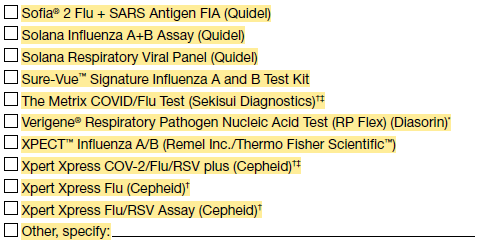 Sofia® 2 Flu + SARS Antigen FIA (Quidel)
Solana Influenza A+B Assay (Quidel)
Solana Respiratory Viral Panel (Quidel)
Sure-Vue™ Signature Influenza A and B Test Kit
The Metrix COVID/Flu Test (Sekisui Diagnostics)†‡
Verigene® Respiratory Pathogen Nucleic Acid Test (RP Flex) (Diasorin)*
XPECT™ Influenza A/B (Remel Inc./Thermo Fisher Scientific™)
Xpert Xpress COV-2/Flu/RSV plus (Cepheid)†‡
Xpert Xpress Flu (Cepheid)†
Xpert Xpress Flu/RSV Assay (Cepheid)†
Other, specify: